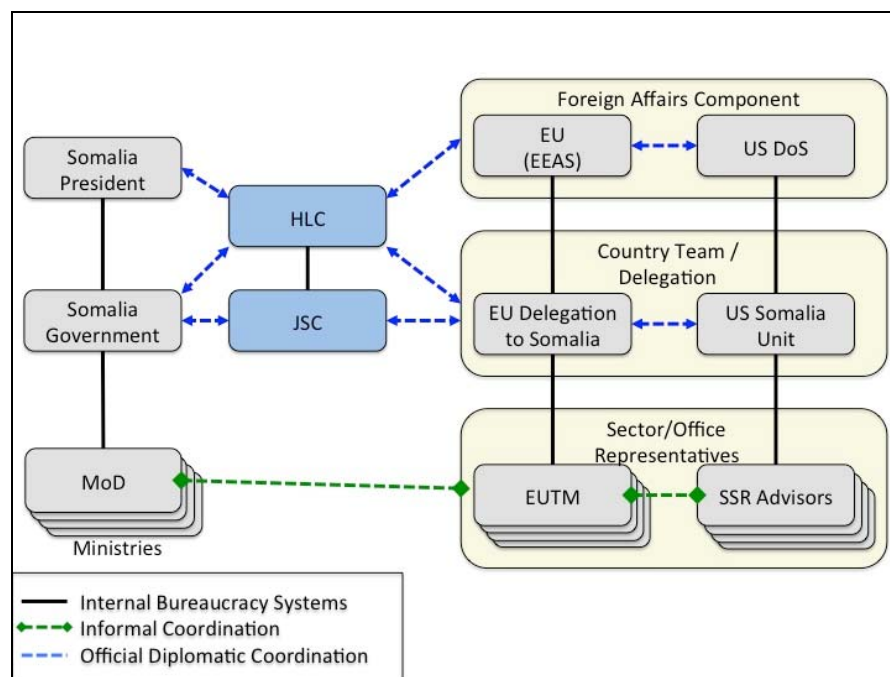 Foreign Affairs Component
Somalia
President
HLC
EU
(EEAS)
US DoS
Country Team /
Delegation
Somalia
Government
JSC
EU Delegation
to Somalia
US Somalia
Unit
Sector/Office
Representatives
MoD
Ministries
EUTM
SSR Advisors
Internal Bureaucracy Systems
Informal Coordination
Official Diplomatic Coordination